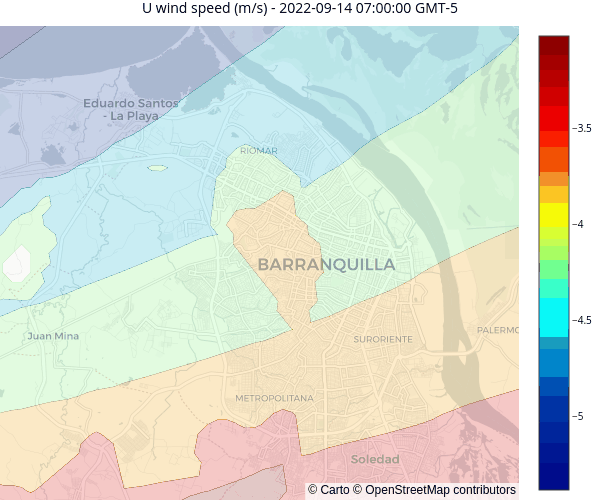 U wind speed (m/s) - 2022-09-14 07:00:00 GMT-5
Eduardo Santos
- La Playa
RIOMAR
BARRANQUILLA
Juan Mina
SURORIENTE
PALERMO
METROPOLITANA
Soledad
−3.5
−4
−4.5
−5
© Carto © OpenStreetMap contributors